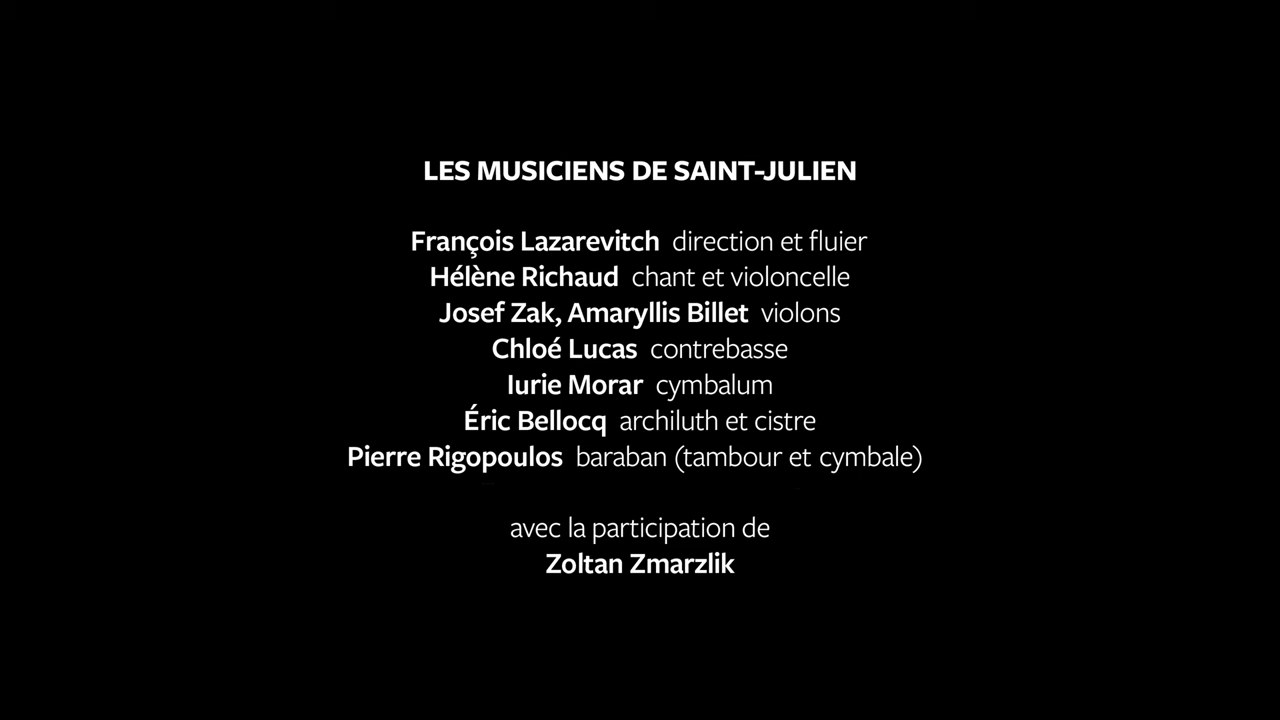 LES MUSICIENS DE SAINT-JULIEN
François Lazarevitch direction et fluier
Hélène Richaud chant et violoncelle
Josef Zak, Amaryllis Billet violons
Chloé Lucas contrebasse
Iurie Morar cymbalum
Éric Bellocq archiluth et cistre
Pierre Rigopoulos baraban (tambour et cymbale)
avec la participation de
Zoltan Zmarzlik